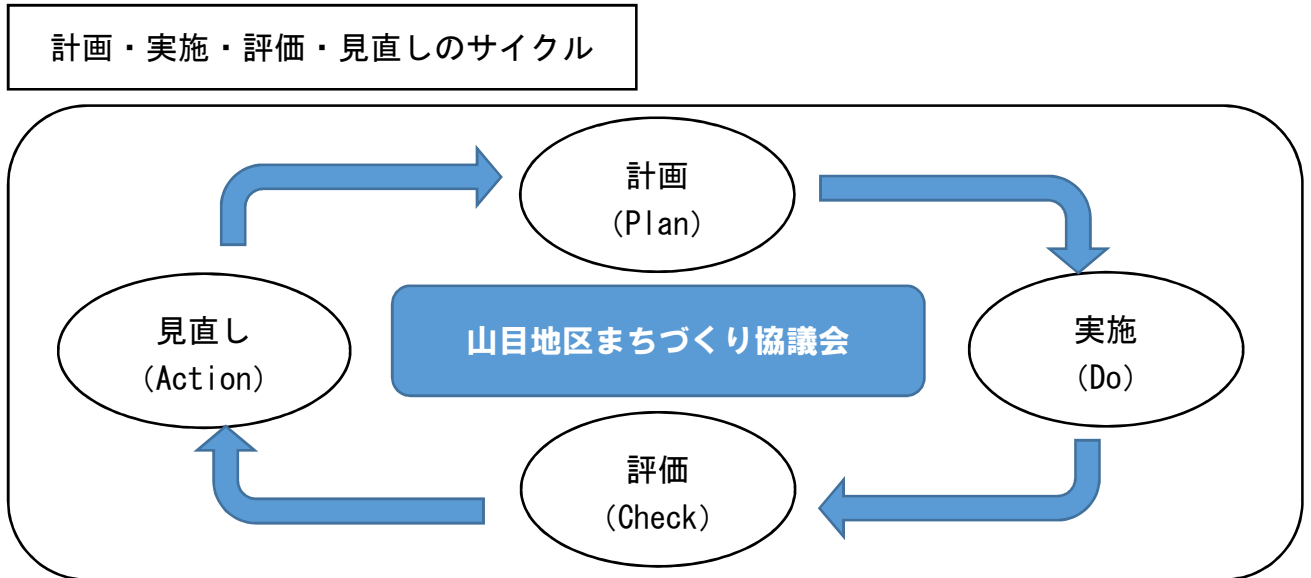 計画・実施・評価・見直しのサイクル
計画
(Plan)
実施
(Do)
評価
(Check)
見直し
(Action)
山目地区まちづくり協議会